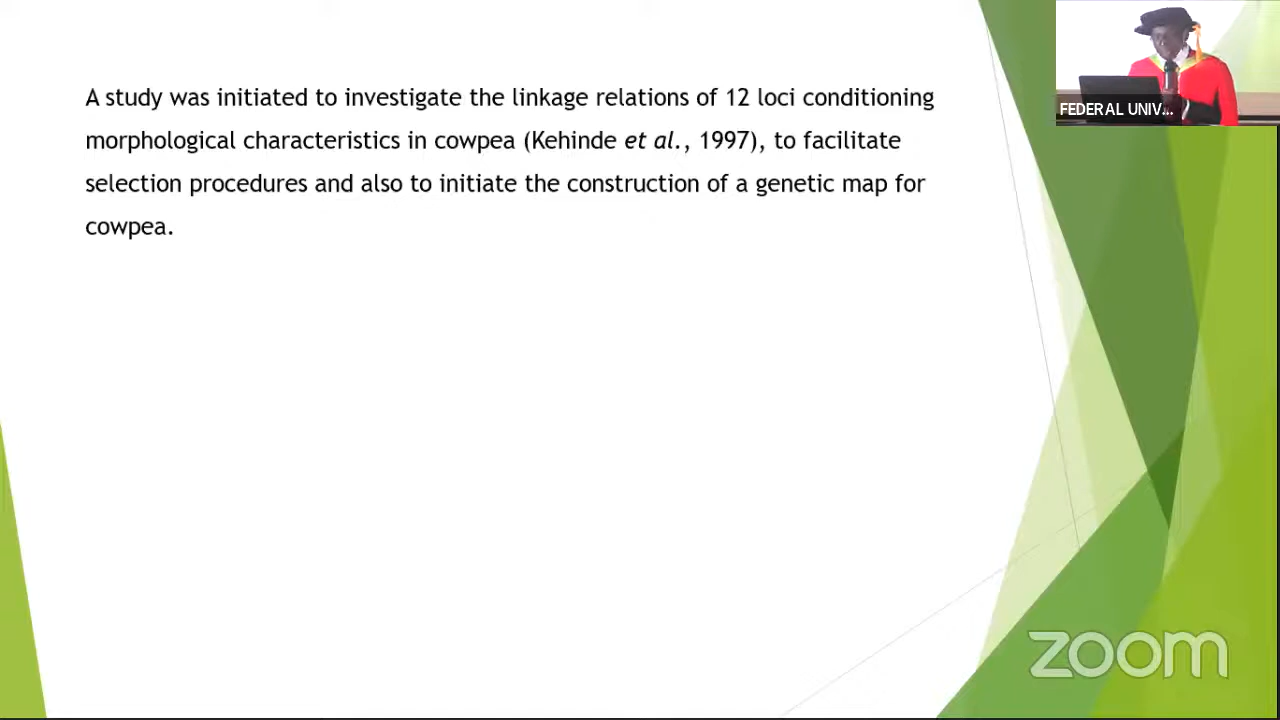 A study was initiated to investigate the linkage relations of 12 loci conditioning
morphological characteristics in cowpea (Kehinde et al., 1997), to facilitate
selection procedures and also to initiate the construction of a genetic map for
cowpea.
FEDERAL UNIV...
zoom